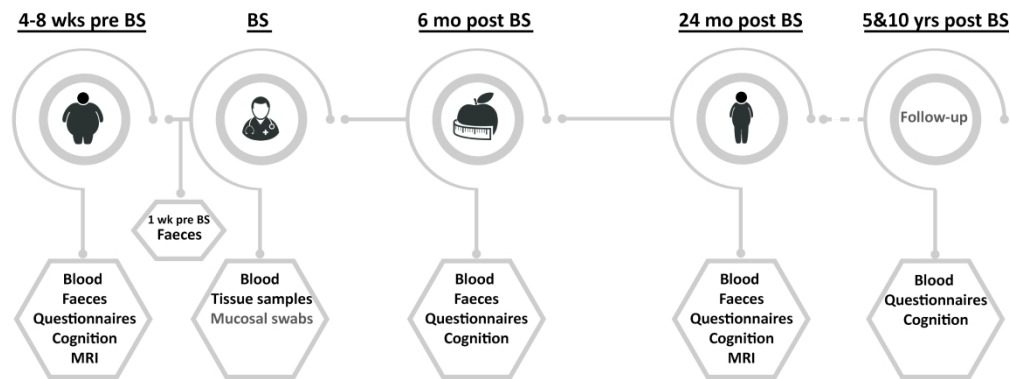 4-8 wks pre BS
BS
6 mo post BS
24 mo post BS
5&10 yrs post BS
Follow-up
1 wk pre BS
Faeces
Blood
Faeces
Questionnaires
Cognition
MRI
Blood
Tissue samples
Mucosal swabs
Blood
Faeces
Questionnaires
Cognition
Blood
Faeces
Questionnaires
Cognition
MRI
Blood
Questionnaires
Cognition